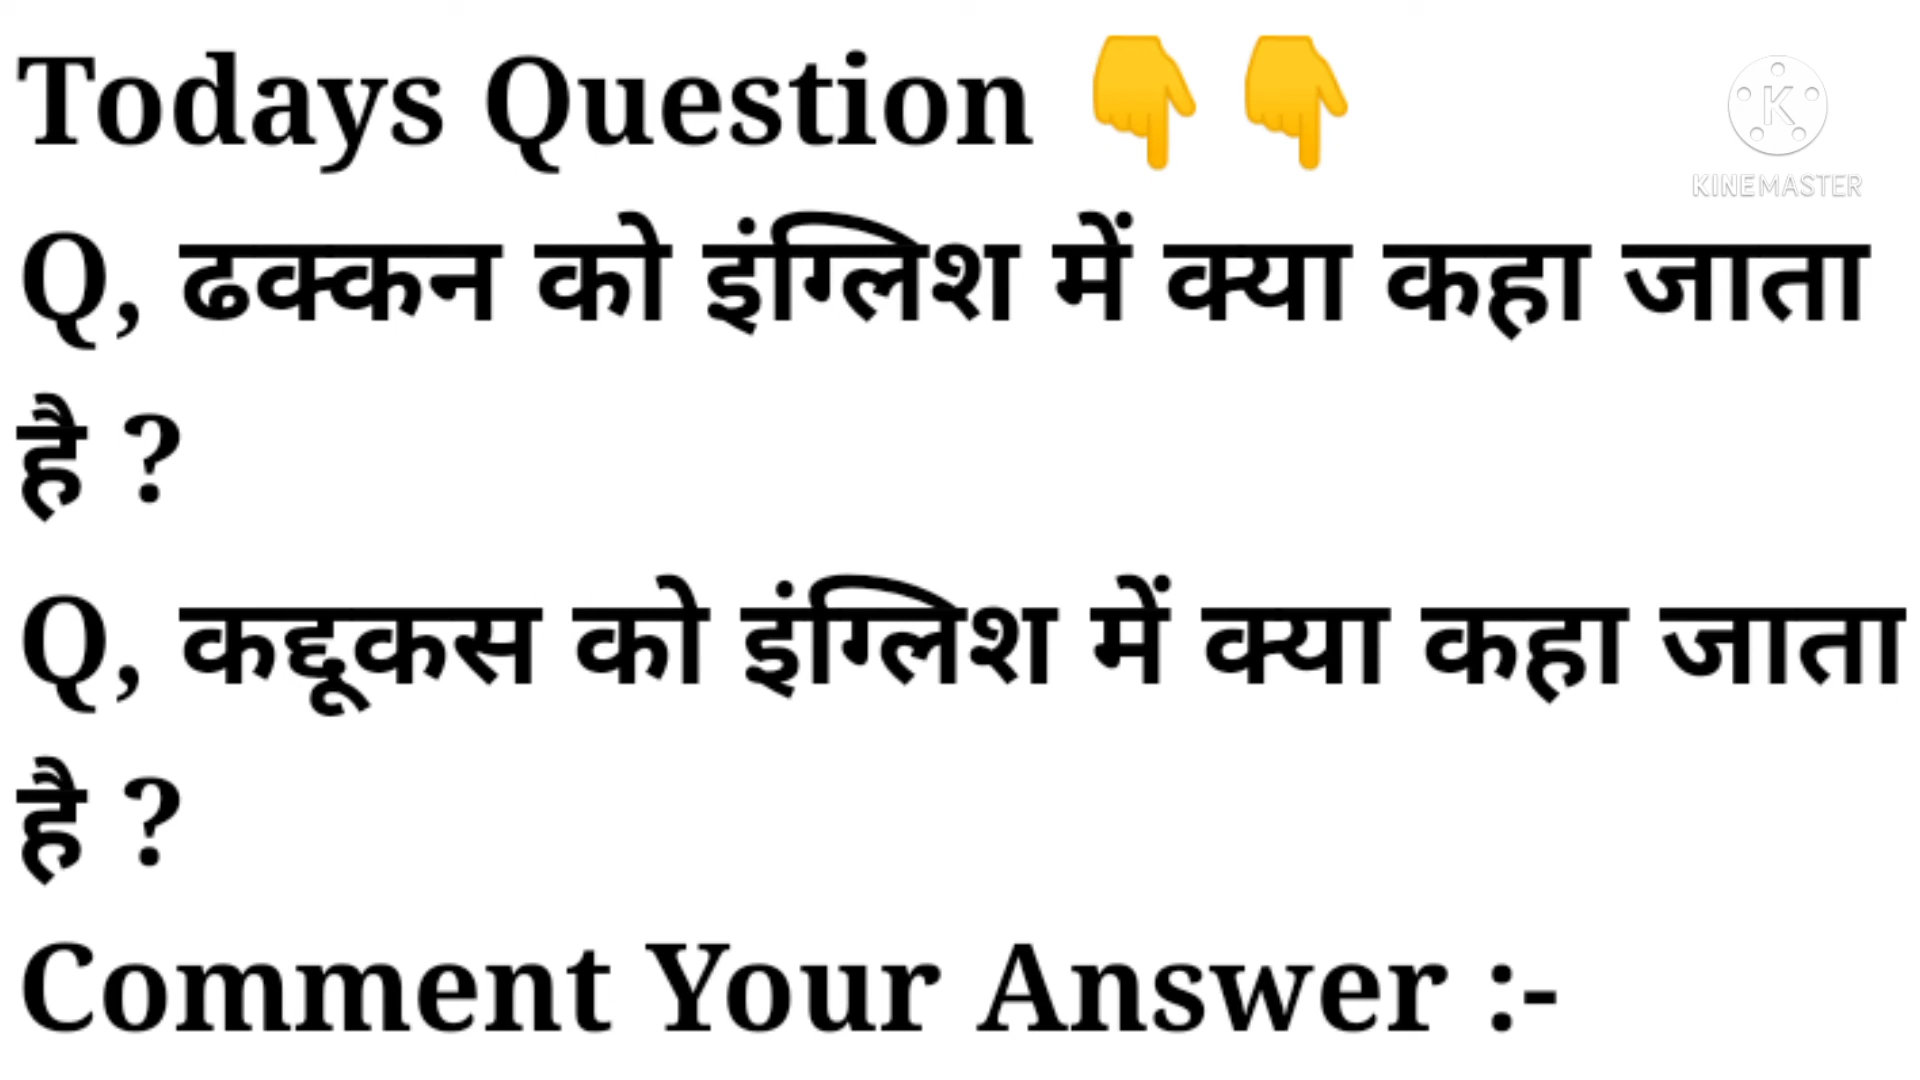 Todays Question 👇👇
K
KINEMASTER
Q, ढक्कन को इंग्लिश में क्या कहा जाता
है ?
Q, कद्दूकस को इंग्लिश में क्या कहा जाता
है ?
Comment Your Answer :-